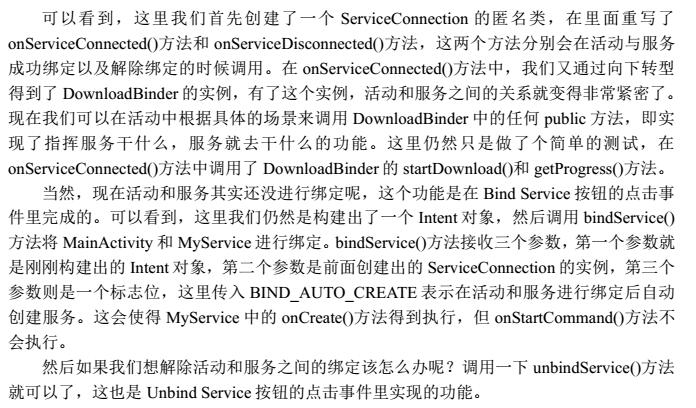 可以看到，这里我们首先创建了一个 ServiceConnection 的匿名类，在里面重写了
onServiceConnected()方法和 onServiceDisconnected()方法，这两个方法分别会在活动与服务
成功绑定以及解除绑定的时候调用。在 onServiceConnected()方法中，我们又通过向下转型
得到了 DownloadBinder 的实例，有了这个实例，活动和服务之间的关系就变得非常紧密了。
现在我们可以在活动中根据具体的场景来调用 DownloadBinder 中的任何 public 方法，即实
现了指挥服务干什么，服务就去干什么的功能。这里仍然只是做了个简单的测试，在
onServiceConnected()方法中调用了 DownloadBinder 的 startDownload()和 getProgress()方法。
当然，现在活动和服务其实还没进行绑定呢，这个功能是在 Bind Service 按钮的点击事
件里完成的。可以看到，这里我们仍然是构建出了一个 Intent 对象，然后调用 bindService()
方法将 MainActivity 和 MyService 进行绑定。bindService()方法接收三个参数，第一个参数就
是刚刚构建出的 Intent 对象，第二个参数是前面创建出的 ServiceConnection 的实例，第三个
参数则是一个标志位，这里传入 BIND_AUTO_CREATE 表示在活动和服务进行绑定后自动
创建服务。这会使得 MyService 中的 onCreate()方法得到执行，但 onStartCommand()方法不
会执行。
然后如果我们想解除活动和服务之间的绑定该怎么办呢？调用一下 unbindService()方法
就可以了，这也是 Unbind Service 按钮的点击事件里实现的功能。